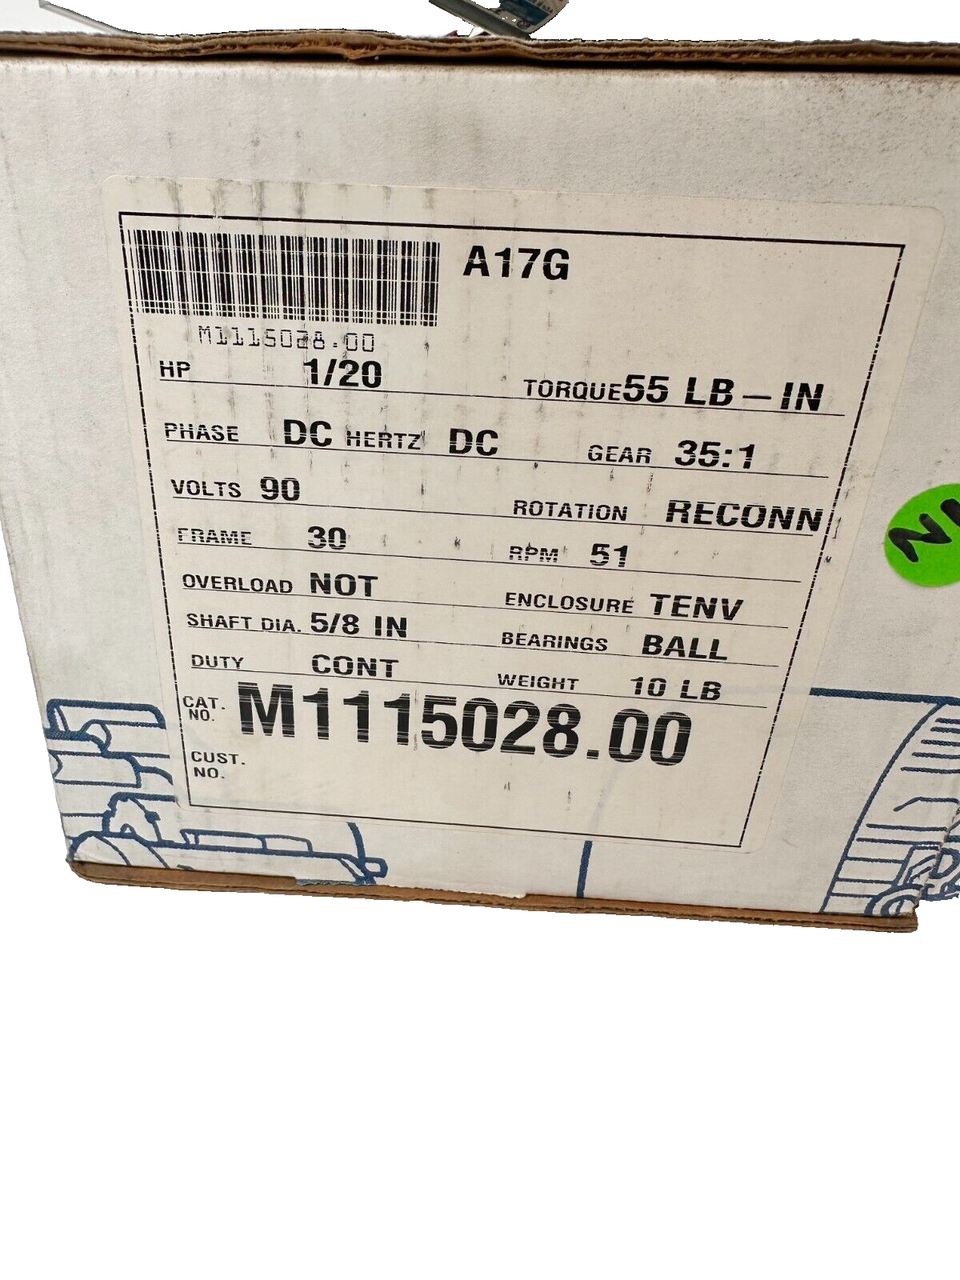 A17G
M1115028.00
HP 1/20 TORQUE 55 LB-IN
PHASE DC HERTZ DC GEAR 35:1
VOLTS 90 ROTATION RECONN
FRAME 30 RPM 51
OVERLOAD NOT ENCLOSURE TENV
SHAFT DIA. 5/8 IN BEARINGS BALL
DUTY CONT WEIGHT 10 LB
CAT. NO. M1115028.00
CUST. NO.